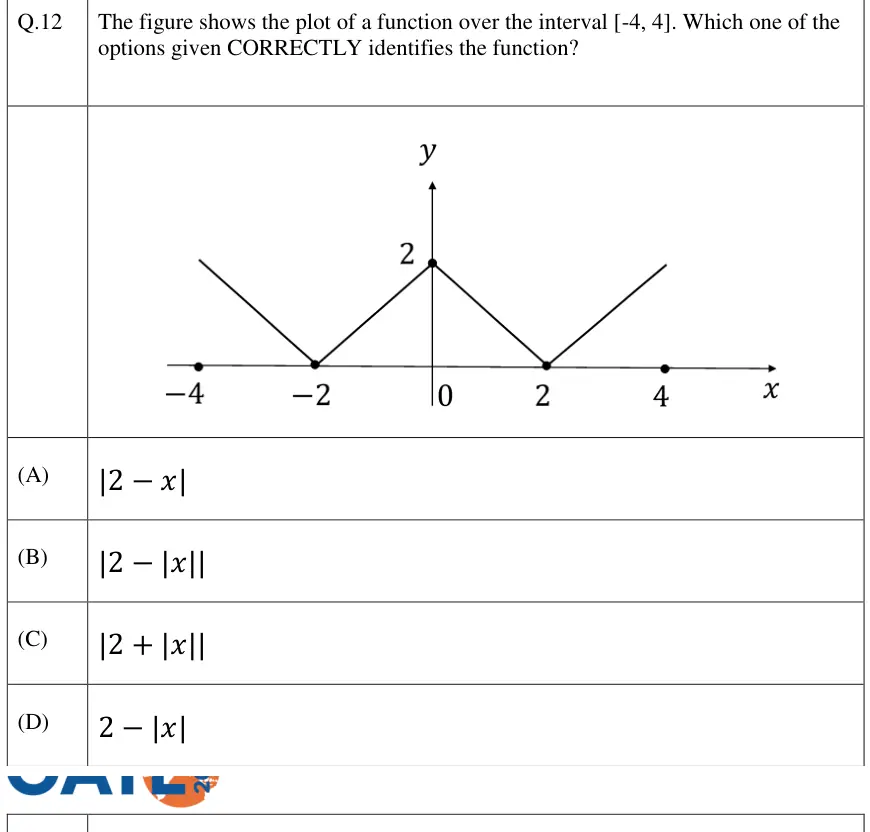 Q.12 The figure shows the plot of a function over the interval [-4, 4]. Which one of the
options given CORRECTLY identifies the function?
y
2
−4 −2 0 2 4 x
(A) |2 − x|
(B) |2 − |x||
(C) |2 + |x||
(D) 2 − |x|